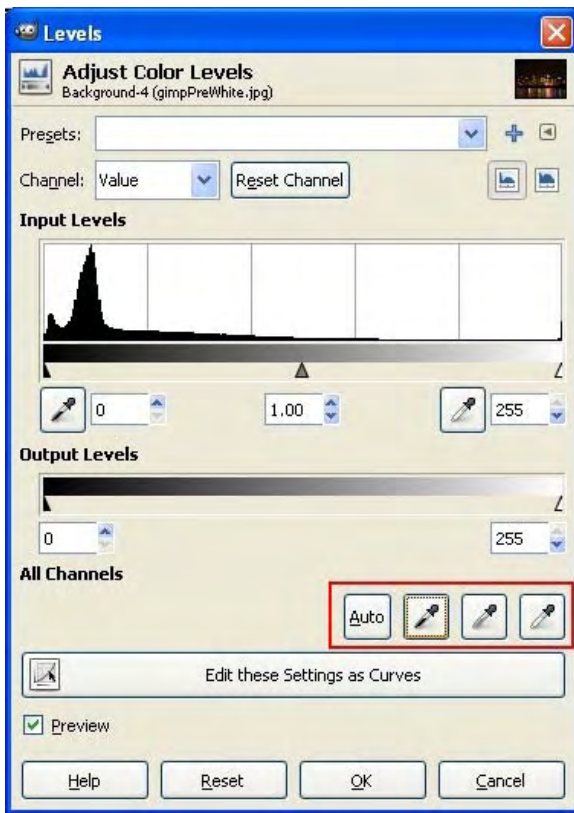 Levels
Adjust Color Levels
Background-4 (gimpPreWhite.jpg)
Presets:
Channel: Value Reset Channel
Input Levels
0 1.00 255
Output Levels
0 255
All Channels
Auto
Edit these Settings as Curves
Preview
Help Reset OK Cancel